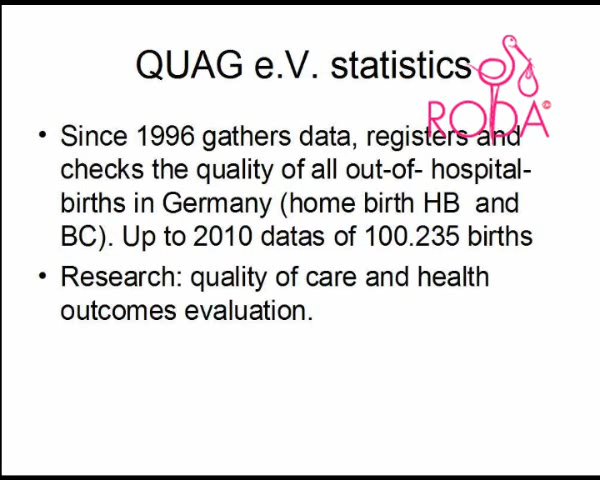 QUAG e.V. statistics
RODA©
• Since 1996 gathers data, registers and
checks the quality of all out-of- hospital-
births in Germany (home birth HB  and
BC). Up to 2010 datas of 100.235 births
• Research: quality of care and health
outcomes evaluation.